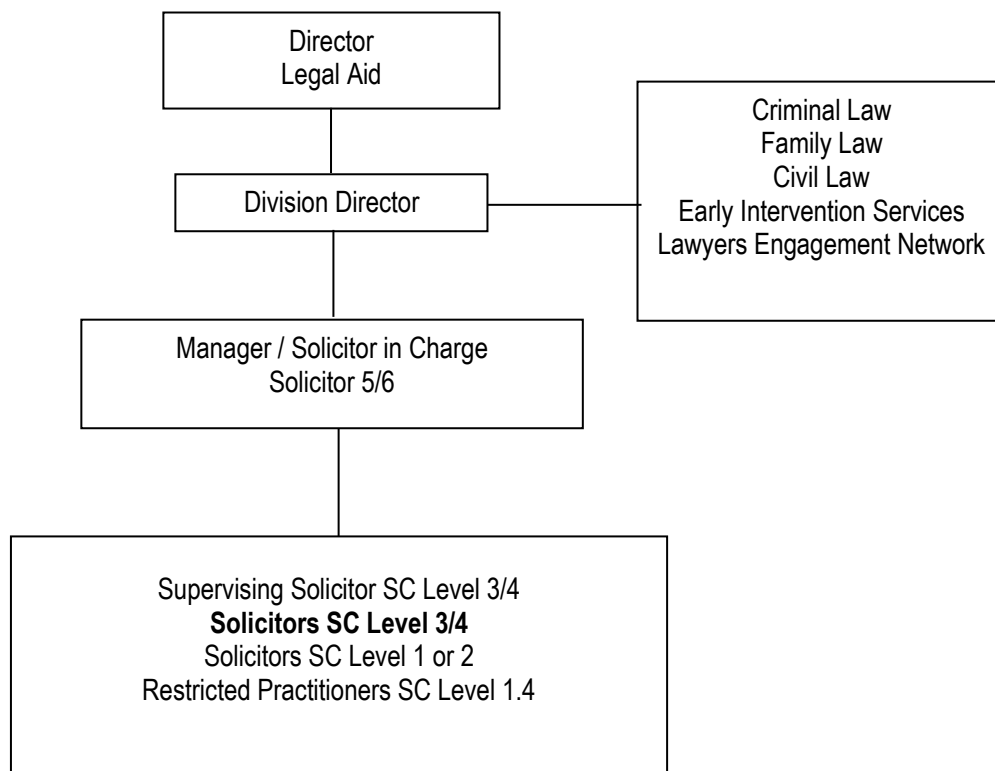 Director
Legal Aid
Division Director
Criminal Law
Family Law
Civil Law
Early Intervention Services
Lawyers Engagement Network
Manager / Solicitor in Charge
Solicitor 5/6
Supervising Solicitor SC Level 3/4
Solicitors SC Level 3/4
Solicitors SC Level 1 or 2
Restricted Practitioners SC Level 1.4